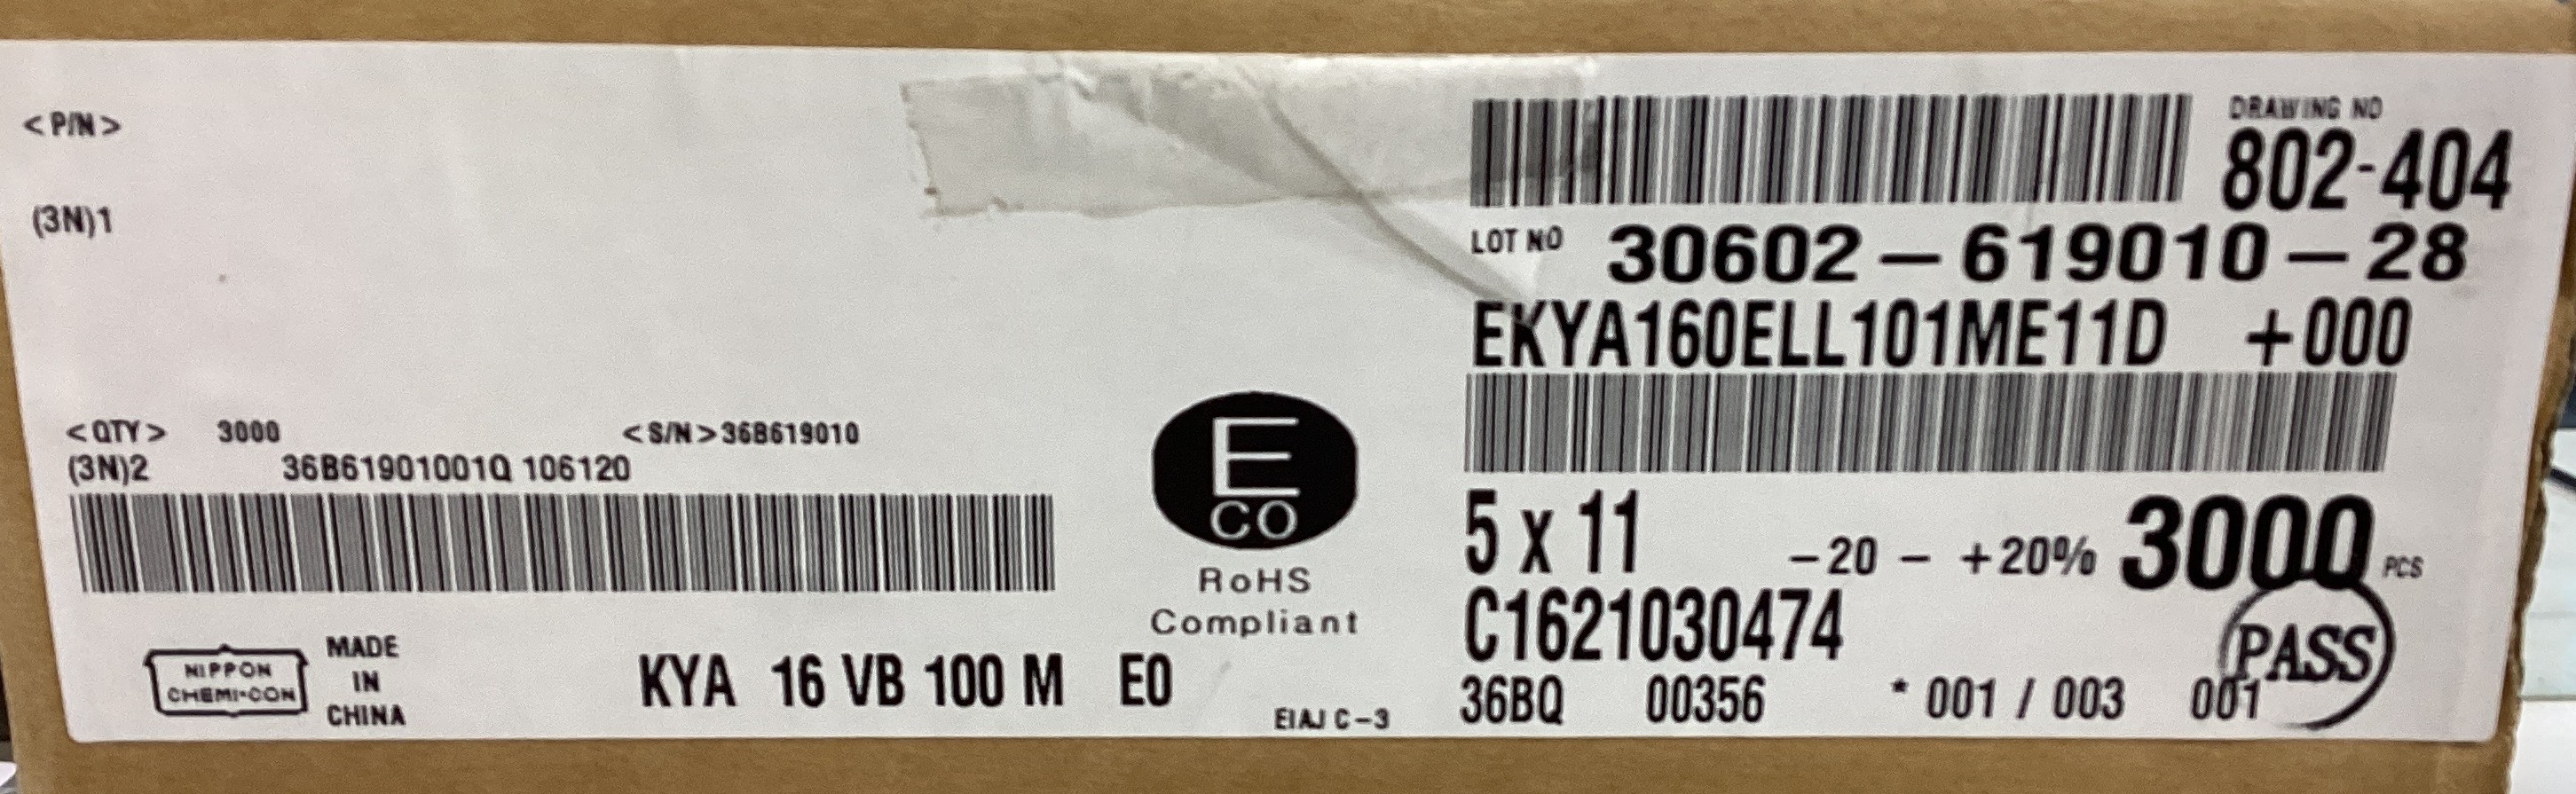 <P/N>
(3N)1
<QTY> 3000 <S/N>36B619010
(3N)2 36B61901001Q 106120
NIPPON
CHEMI-CON
MADE
IN
CHINA
KYA 16 VB 100 M E0
E
CO
RoHS
Compliant
EIAJ C-3
DRAWING NO
802-404
LOT NO 30602-619010-28
EKYA160ELL101ME11D +000
5 x 11 -20 - +20% 3000 PCS
C1621030474
PASS
36BQ 00356 * 001 / 003 001